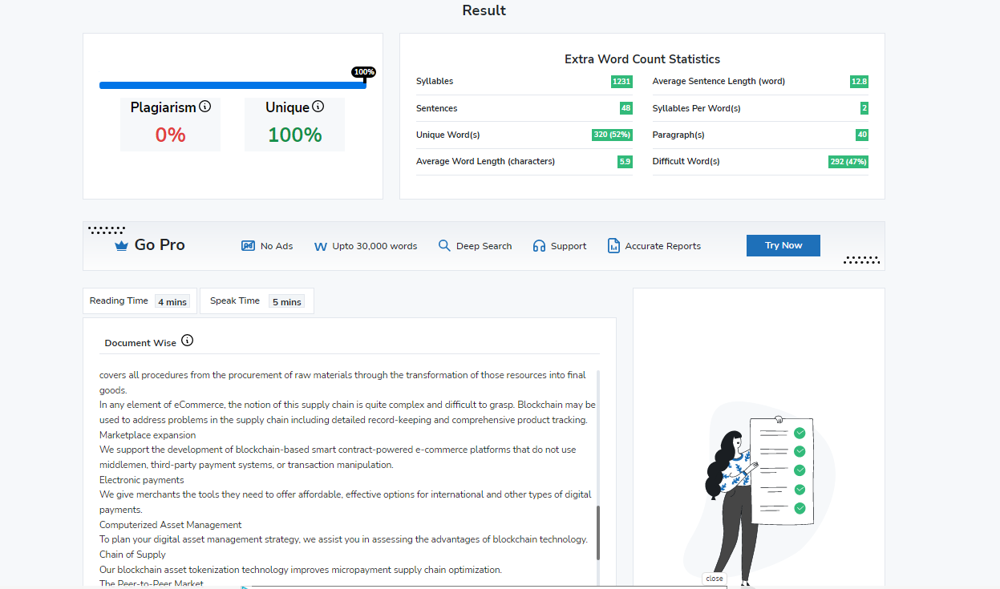 Result
100%
Plagiarism
0%
Unique
100%
Extra Word Count Statistics
Syllables 1231
Average Sentence Length (word) 12.8
Sentences 48
Syllables Per Word(s) 2
Unique Word(s) 320 (52%)
Paragraph(s) 40
Average Word Length (characters) 5.9
Difficult Word(s) 292 (47%)
Go Pro
No Ads
Upto 30,000 words
Deep Search
Support
Accurate Reports
Try Now
Reading Time 4 mins
Speak Time 5 mins
Document Wise
covers all procedures from the procurement of raw materials through the transformation of those resources into final
goods.
In any element of eCommerce, the notion of this supply chain is quite complex and difficult to grasp. Blockchain may be
used to address problems in the supply chain including detailed record-keeping and comprehensive product tracking.
Marketplace expansion
We support the development of blockchain-based smart contract-powered e-commerce platforms that do not use
middlemen, third-party payment systems, or transaction manipulation.
Electronic payments
We give merchants the tools they need to offer affordable, effective options for international and other types of digital
payments.
Computerized Asset Management
To plan your digital asset management strategy, we assist you in assessing the advantages of blockchain technology.
Chain of Supply
Our blockchain asset tokenization technology improves micropayment supply chain optimization.
The Peer-to-Peer Market
close